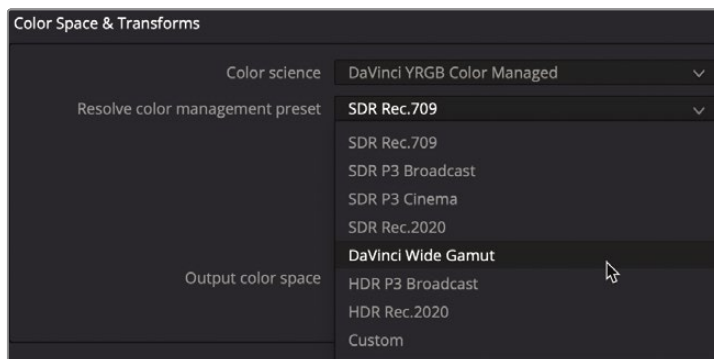 Color Space & Transforms
Color science DaVinci YRGB Color Managed
Resolve color management preset SDR Rec.709
SDR Rec.709
SDR P3 Broadcast
SDR P3 Cinema
SDR Rec.2020
DaVinci Wide Gamut
Output color space
HDR P3 Broadcast
HDR Rec.2020
Custom